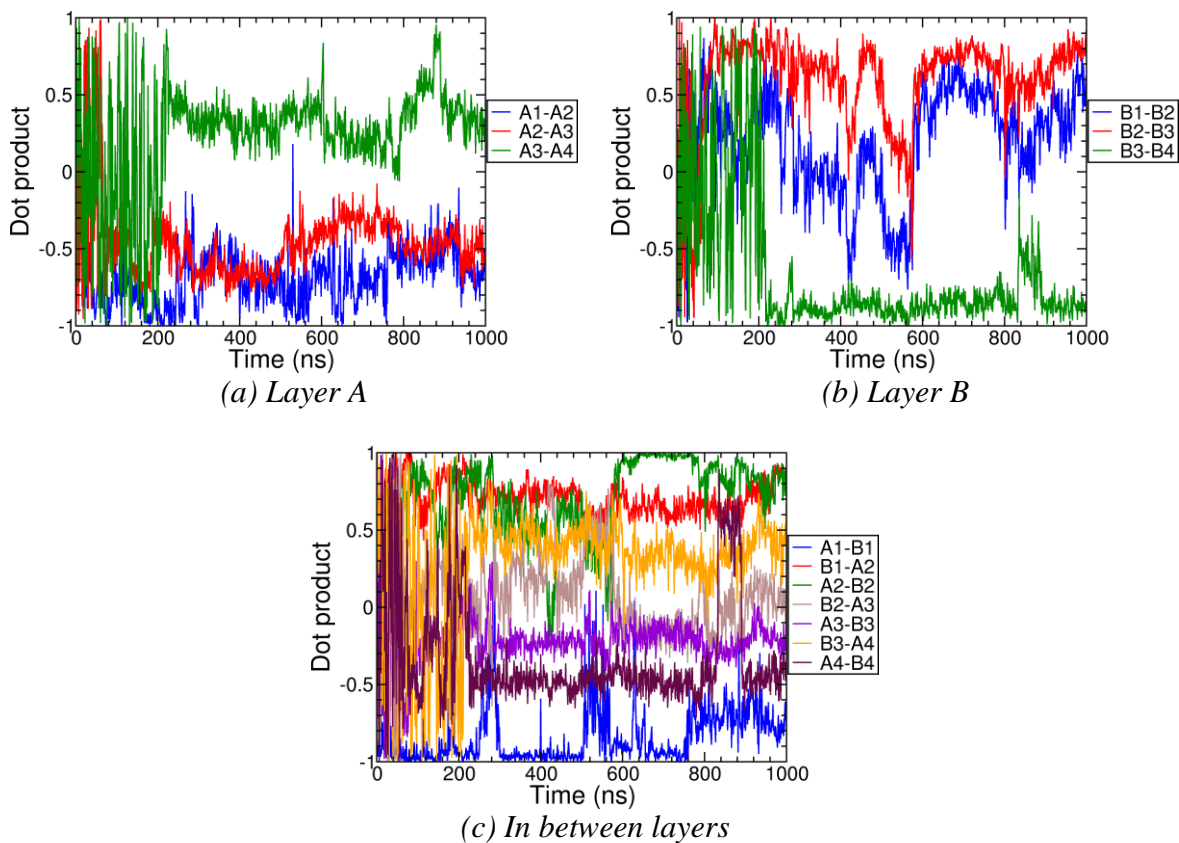 1
0.5
0
-0.5
-1
Dot product
0 200 400 600 800 1000
Time (ns)
A1-A2
A2-A3
A3-A4
(a) Layer A
1
0.5
0
-0.5
-1
Dot product
0 200 400 600 800 1000
Time (ns)
B1-B2
B2-B3
B3-B4
(b) Layer B
1
0.5
0
-0.5
-1
Dot product
0 200 400 600 800 1000
Time (ns)
A1-B1
B1-A2
A2-B2
B2-A3
A3-B3
B3-A4
A4-B4
(c) In between layers